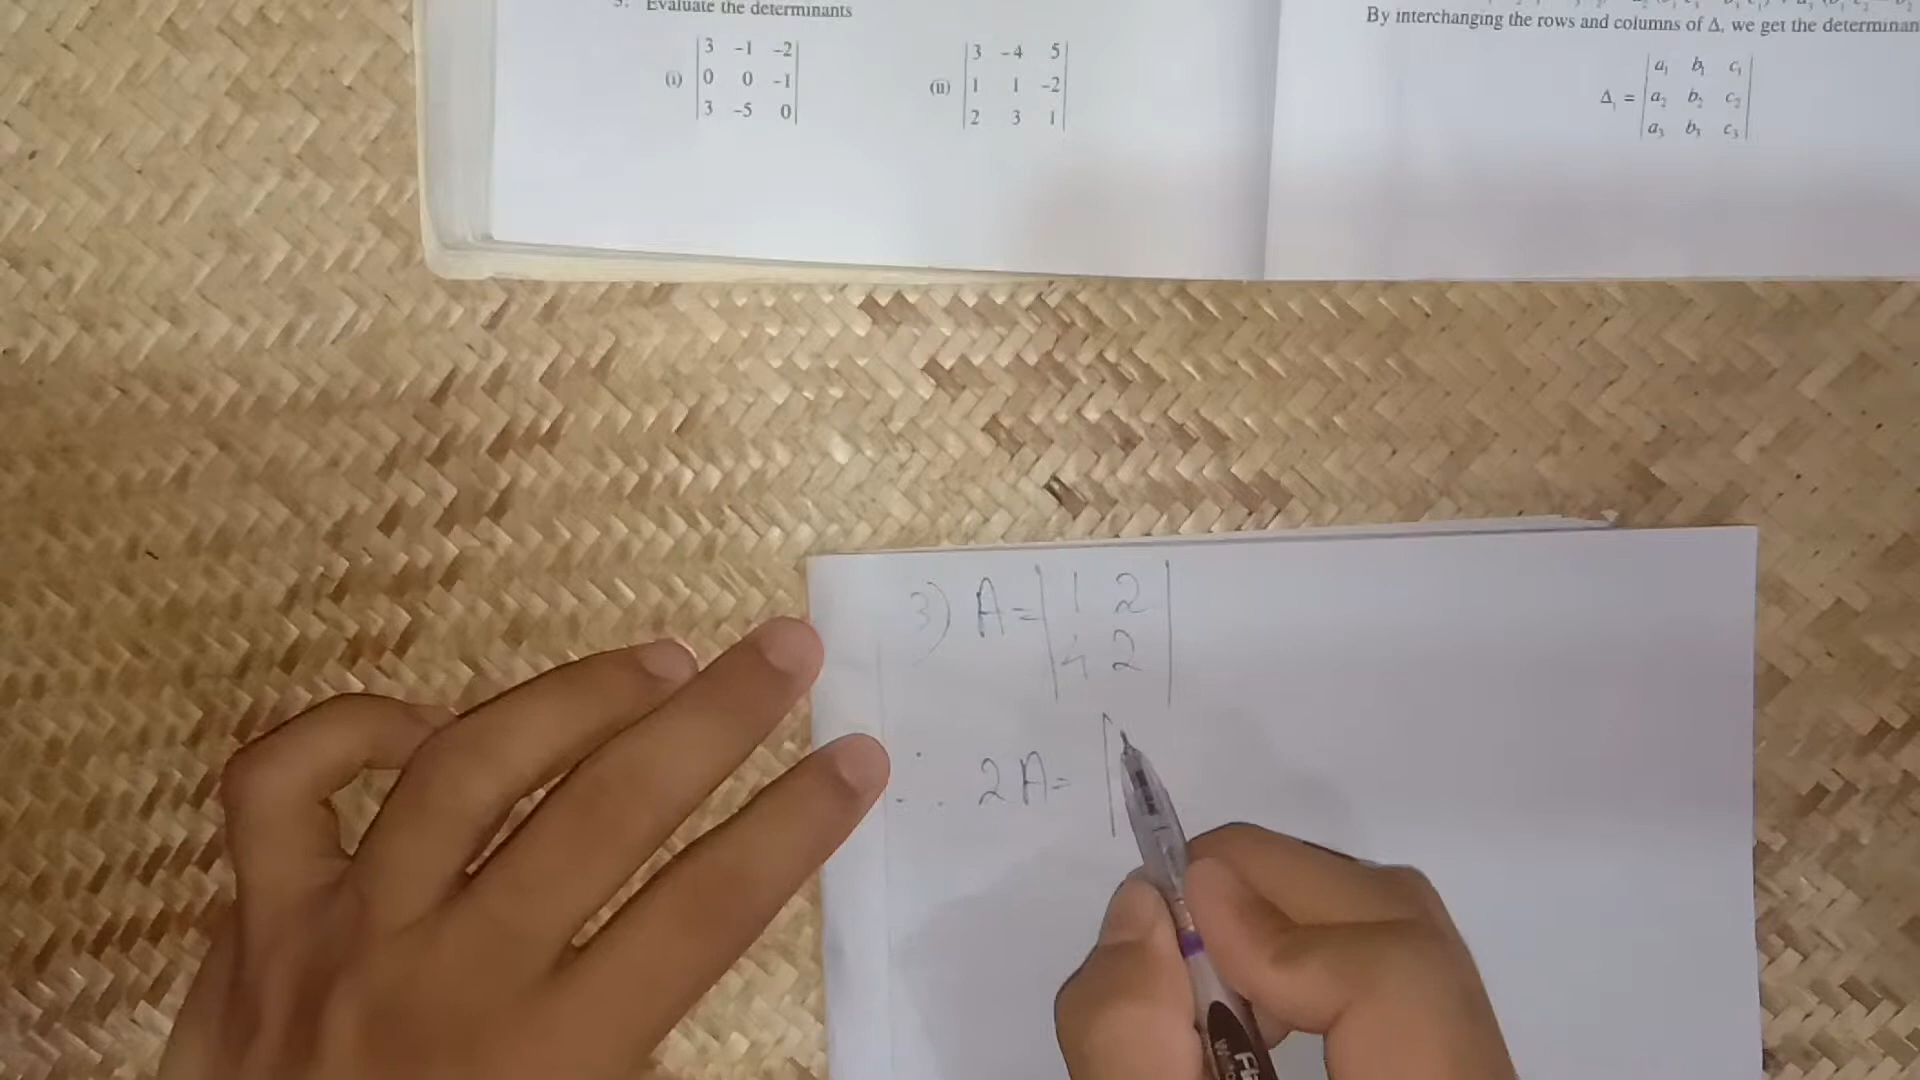 5. Evaluate the determinants
(i) |3 -1 -2|
|0 0 -1|
|3 -5 0|
(ii) |3 -4 5|
|1 1 -2|
|2 3 1|
By interchanging the rows and columns of Δ, we get the determinan
Δ₁ = |a₁ b₁ c₁|
|a₂ b₂ c₂|
|a₃ b₃ c₃|
3) A = |1 2|
|4 2|
∴ 2A = |